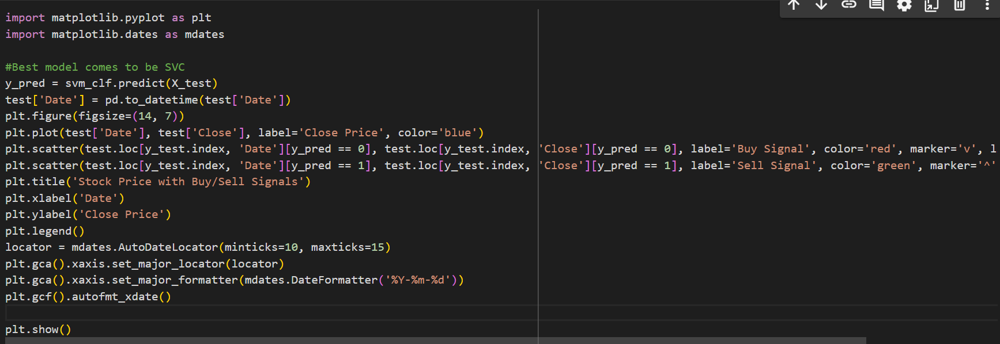 import matplotlib.pyplot as plt
import matplotlib.dates as mdates
#Best model comes to be SVC
y_pred = svm_clf.predict(X_test)
test['Date'] = pd.to_datetime(test['Date'])
plt.figure(figsize=(14, 7))
plt.plot(test['Date'], test['Close'], label='Close Price', color='blue')
plt.scatter(test.loc[y_test.index, 'Date'][y_pred == 0], test.loc[y_test.index, 'Close'][y_pred == 0], label='Buy Signal', color='red', marker='v', l
plt.scatter(test.loc[y_test.index, 'Date'][y_pred == 1], test.loc[y_test.index, 'Close'][y_pred == 1], label='Sell Signal', color='green', marker='^'
plt.title('Stock Price with Buy/Sell Signals')
plt.xlabel('Date')
plt.ylabel('Close Price')
plt.legend()
locator = mdates.AutoDateLocator(minticks=10, maxticks=15)
plt.gca().xaxis.set_major_locator(locator)
plt.gca().xaxis.set_major_formatter(mdates.DateFormatter('%Y-%m-%d'))
plt.gcf().autofmt_xdate()
plt.show()